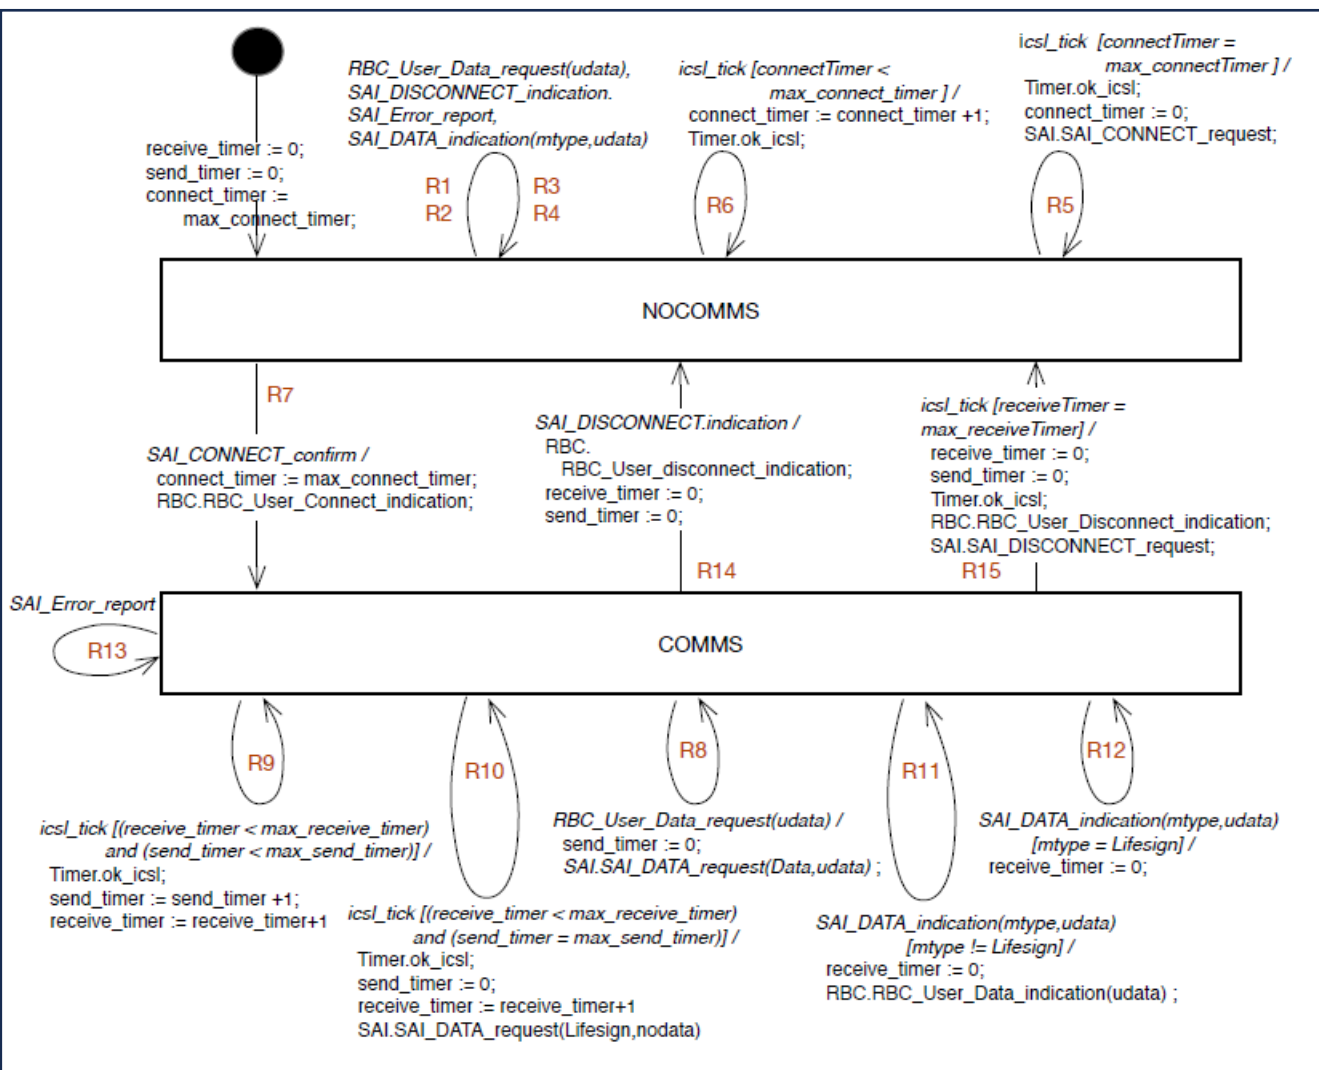 receive_timer := 0;
send_timer := 0;
connect_timer :=
max_connect_timer;
RBC_User_Data_request(udata),
SAI_DISCONNECT_indication.
SAI_Error_report,
SAI_DATA_indication(mtype,udata)
R1
R2
R3
R4
icsl_tick [connectTimer <
max_connect_timer ] /
connect_timer := connect_timer +1;
Timer.ok_icsl;
R6
icsl_tick [connectTimer =
max_connectTimer ] /
Timer.ok_icsl;
connect_timer := 0;
SAI.SAI_CONNECT_request;
R5
NOCOMMS
R7
SAI_CONNECT_confirm /
connect_timer := max_connect_timer;
RBC.RBC_User_Connect_indication;
SAI_DISCONNECT.indication /
RBC.
RBC_User_disconnect_indication;
receive_timer := 0;
send_timer := 0;
R14
icsl_tick [receiveTimer =
max_receiveTimer] /
receive_timer := 0;
send_timer := 0;
Timer.ok_icsl;
RBC.RBC_User_Disconnect_indication;
SAI.SAI_DISCONNECT_request;
R15
SAI_Error_report
R13
COMMS
R9
icsl_tick [(receive_timer < max_receive_timer)
and (send_timer < max_send_timer)] /
Timer.ok_icsl;
send_timer := send_timer +1;
receive_timer := receive_timer+1
R10
icsl_tick [(receive_timer < max_receive_timer)
and (send_timer = max_send_timer)] /
Timer.ok_icsl;
send_timer := 0;
receive_timer := receive_timer+1
SAI.SAI_DATA_request(Lifesign,nodata)
R8
RBC_User_Data_request(udata) /
send_timer := 0;
SAI.SAI_DATA_request(Data,udata) ;
R11
SAI_DATA_indication(mtype,udata)
[mtype != Lifesign] /
receive_timer := 0;
RBC.RBC_User_Data_indication(udata) ;
R12
SAI_DATA_indication(mtype,udata)
[mtype = Lifesign] /
receive_timer := 0;